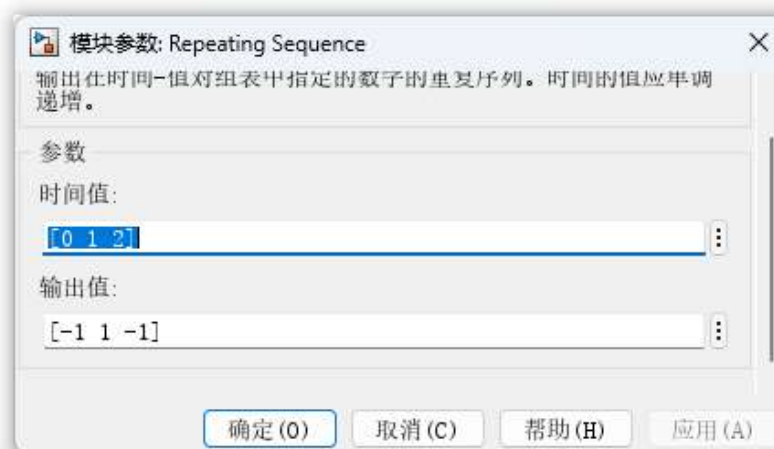 模块参数: Repeating Sequence
输出在时间-值对组表中指定的数字的重复序列。时间的值应单调
递增。
参数
时间值:
[0 1 2]
输出值:
[-1 1 -1]
确定(O) 取消(C) 帮助(H) 应用(A)